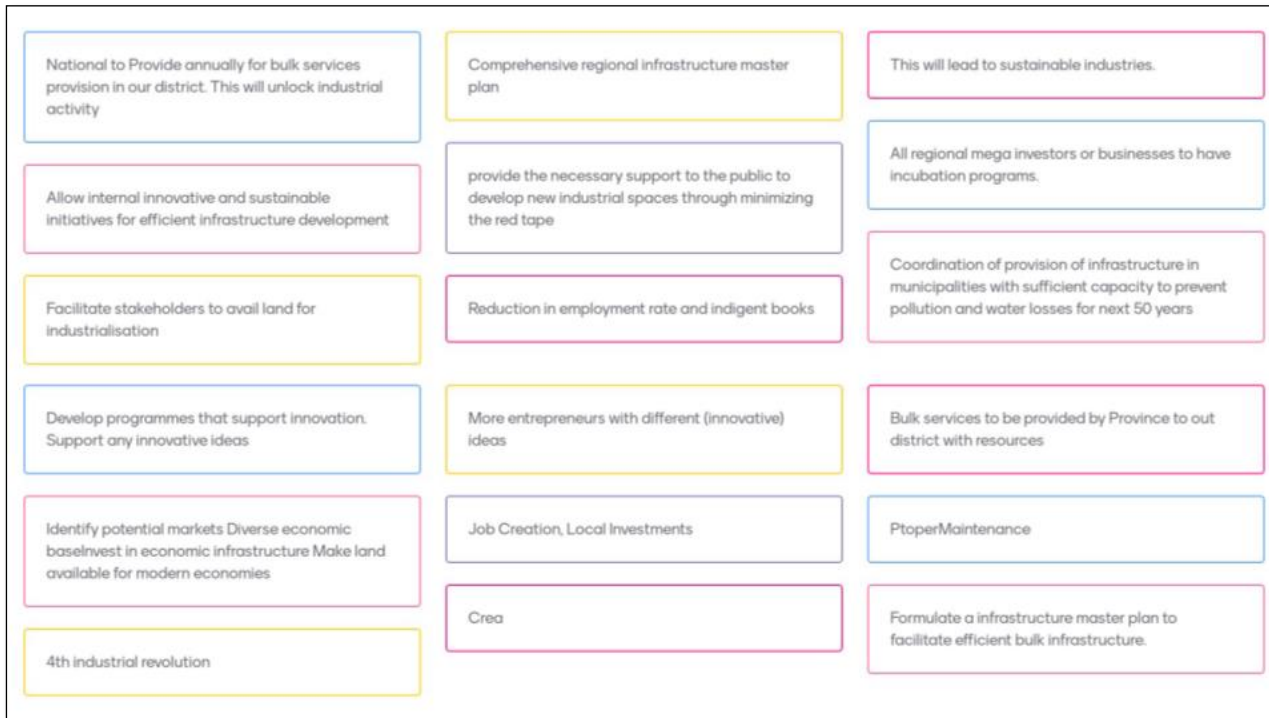 National to Provide annually for bulk services
provision in our district. This will unlock industrial
activity
Allow internal innovative and sustainable
initiatives for efficient infrastructure development
Facilitate stakeholders to avail land for
industrialisation
Develop programmes that support innovation.
Support any innovative ideas
Identify potential markets Diverse economic
baseInvest in economic infrastructure Make land
available for modern economies
4th industrial revolution
Comprehensive regional infrastructure master
plan
provide the necessary support to the public to
develop new industrial spaces through minimizing
the red tape
Reduction in employment rate and indigent books
More entrepreneurs with different (innovative)
ideas
Job Creation, Local Investments
Crea
This will lead to sustainable industries.
All regional mega investors or businesses to have
incubation programs.
Coordination of provision of infrastructure in
municipalities with sufficient capacity to prevent
pollution and water losses for next 50 years
Bulk services to be provided by Province to out
district with resources
PtoperMaintenance
Formulate a infrastructure master plan to
facilitate efficient bulk infrastructure.